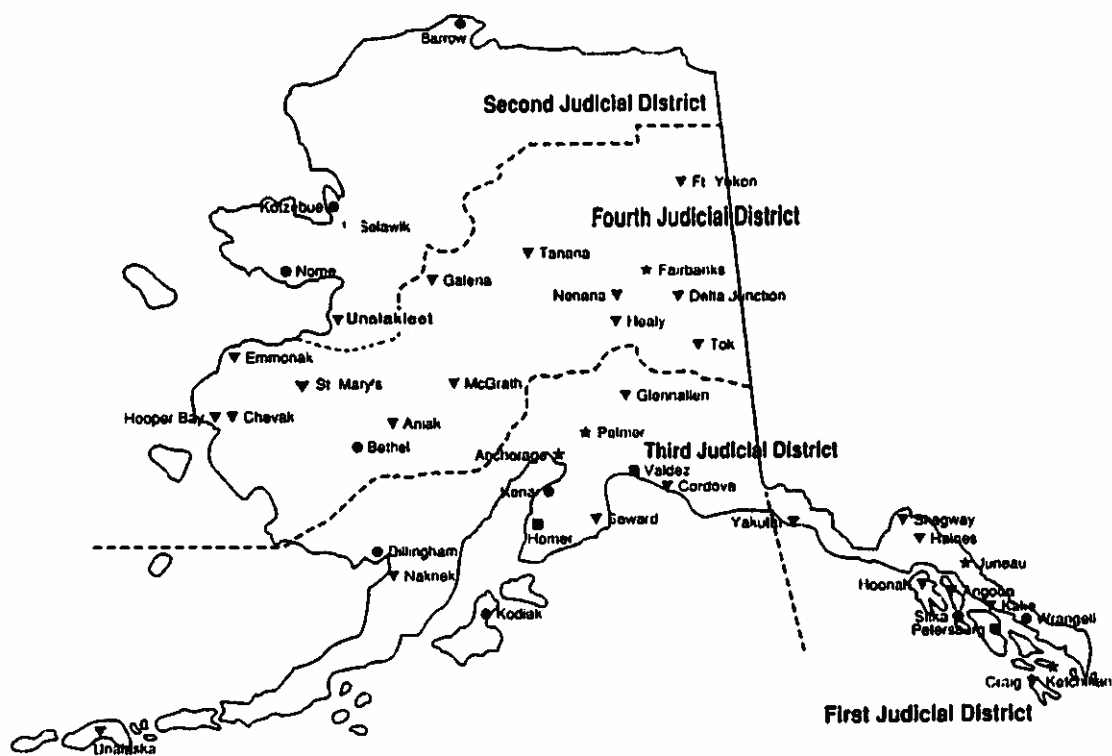 Barrow
Second Judicial District
Ft Yukon
Kotzebue
Selawik
Fourth Judicial District
Tanana
Fairbanks
Nome
Galena
Nenana
Delta Junction
Unalakleet
Healy
Tok
Emmonak
St Mary's
McGrath
Glennallen
Hooper Bay
Chevak
Aniak
Palmer
Bethel
Anchorage
Third Judicial District
Valdez
Kenai
Cordova
Seward
Yakutat
Skagway
Homer
Haines
Dillingham
Juneau
Naknek
Hoonah
Angoon
Kake
Kodiak
Sitka
Wrangell
Petersburg
Craig
Ketchikan
First Judicial District
Unalaska